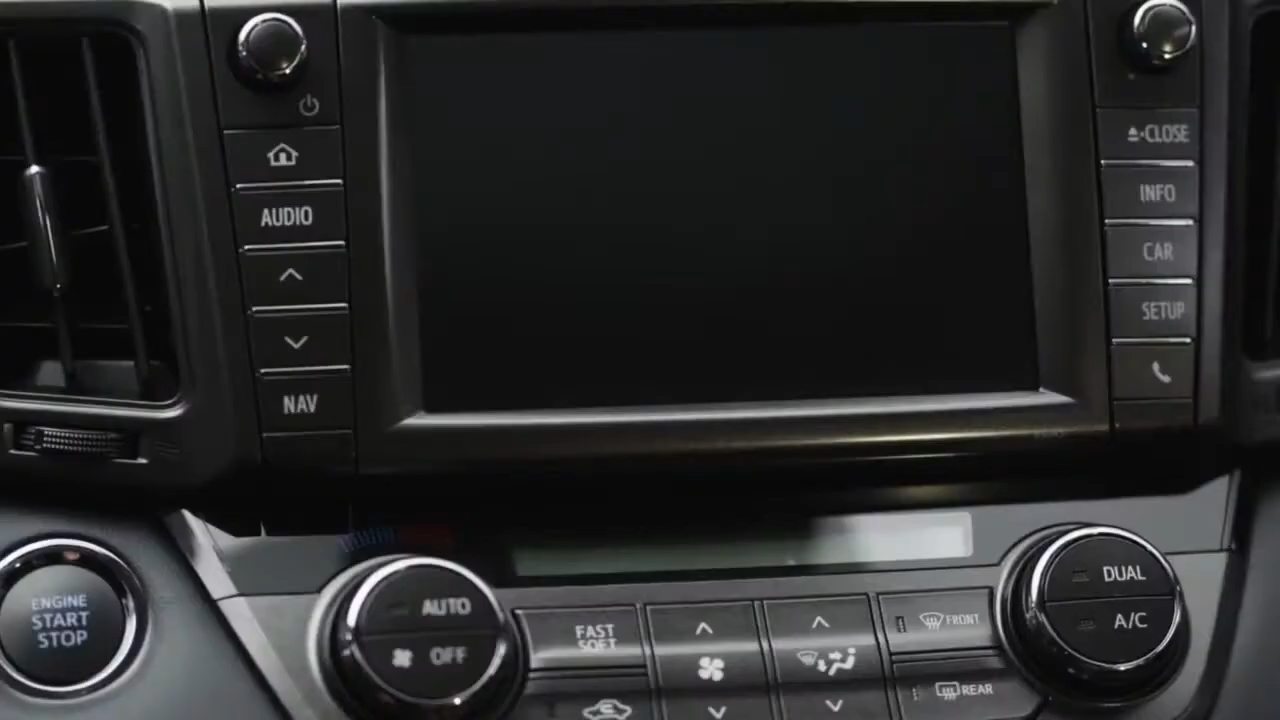 AUDIO
NAV
CLOSE
INFO
CAR
SETUP
ENGINE
START
STOP
AUTO
OFF
FAST
SOFT
FRONT
REAR
DUAL
A/C